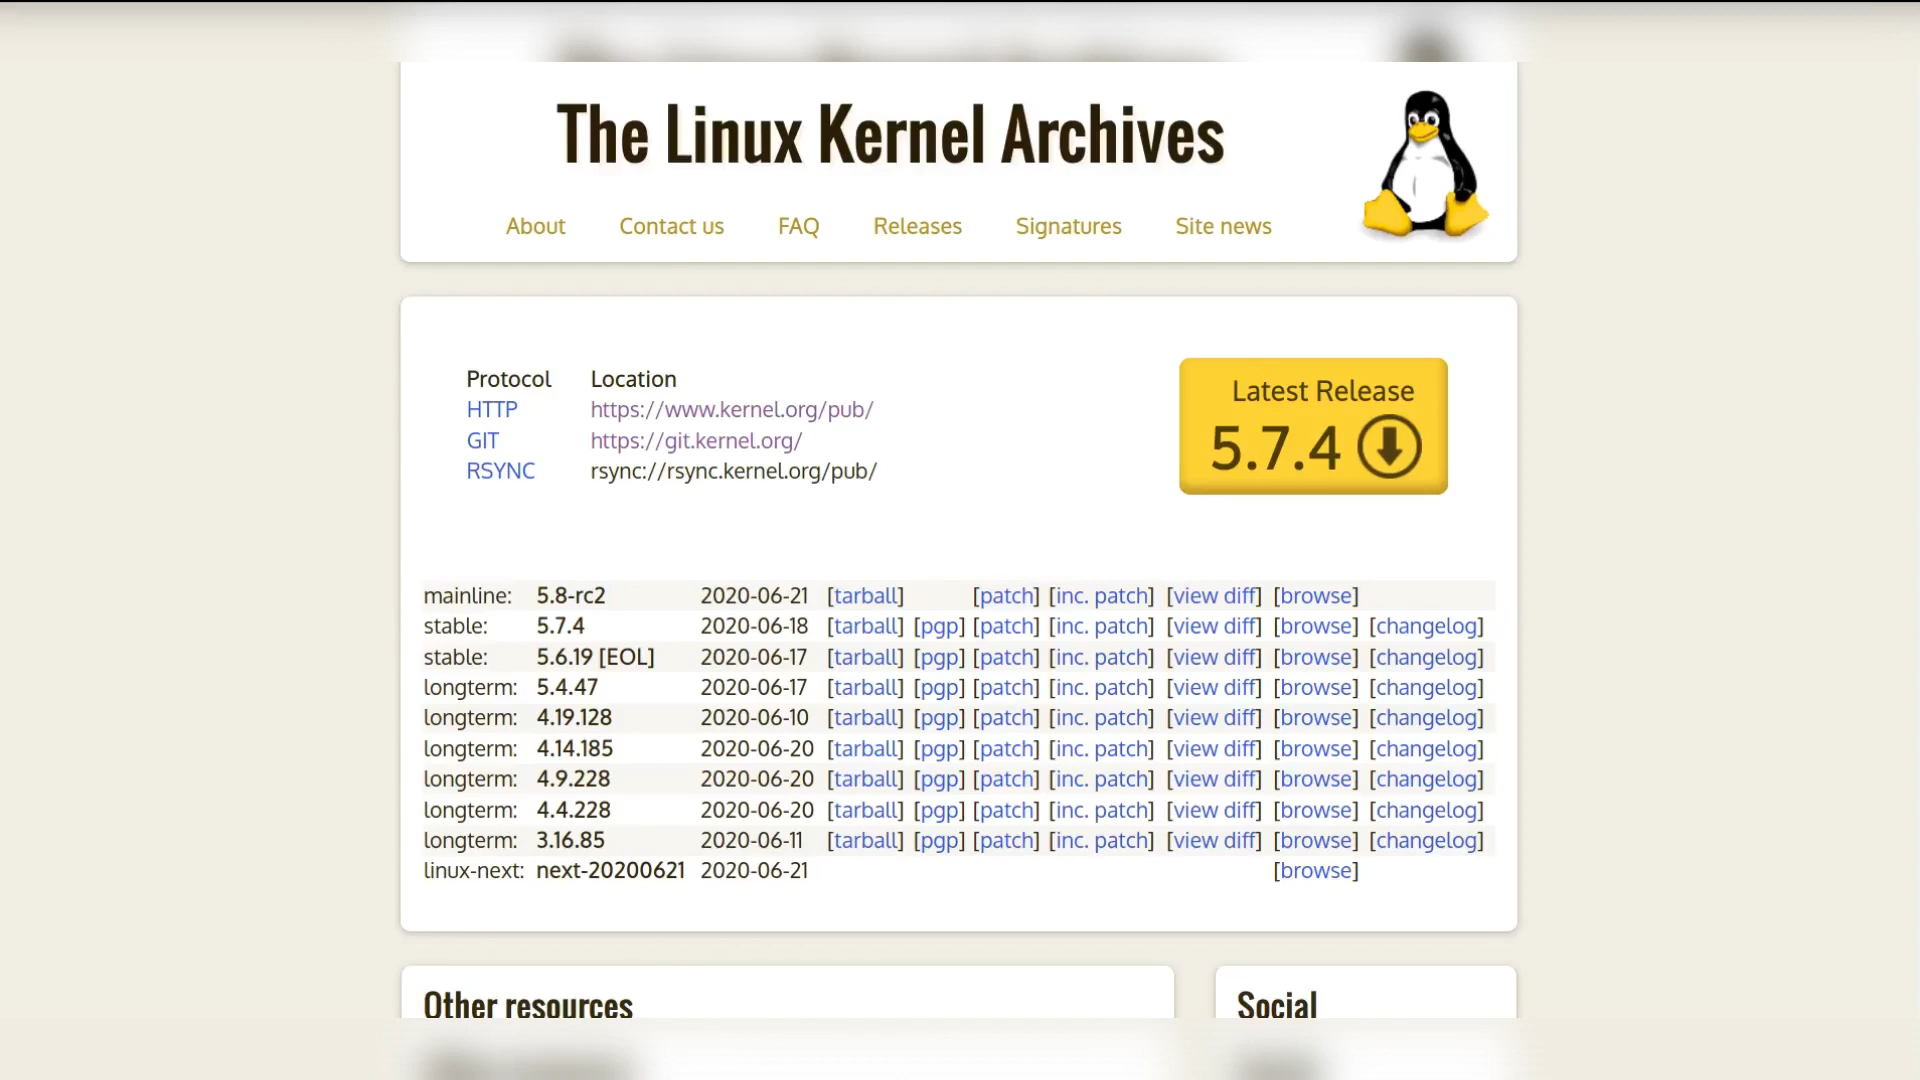 The Linux Kernel Archives
About Contact us FAQ Releases Signatures Site news
Protocol Location
HTTP https://www.kernel.org/pub/
GIT https://git.kernel.org/
RSYNC rsync://rsync.kernel.org/pub/
Latest Release
5.7.4
mainline: 5.8-rc2 2020-06-21 [tarball] [patch] [inc. patch] [view diff] [browse]
stable: 5.7.4 2020-06-18 [tarball] [pgp] [patch] [inc. patch] [view diff] [browse] [changelog]
stable: 5.6.19 [EOL] 2020-06-17 [tarball] [pgp] [patch] [inc. patch] [view diff] [browse] [changelog]
longterm: 5.4.47 2020-06-17 [tarball] [pgp] [patch] [inc. patch] [view diff] [browse] [changelog]
longterm: 4.19.128 2020-06-10 [tarball] [pgp] [patch] [inc. patch] [view diff] [browse] [changelog]
longterm: 4.14.185 2020-06-20 [tarball] [pgp] [patch] [inc. patch] [view diff] [browse] [changelog]
longterm: 4.9.228 2020-06-20 [tarball] [pgp] [patch] [inc. patch] [view diff] [browse] [changelog]
longterm: 4.4.228 2020-06-20 [tarball] [pgp] [patch] [inc. patch] [view diff] [browse] [changelog]
longterm: 3.16.85 2020-06-11 [tarball] [pgp] [patch] [inc. patch] [view diff] [browse] [changelog]
linux-next: next-20200621 2020-06-21 [browse]
Other resources
Social